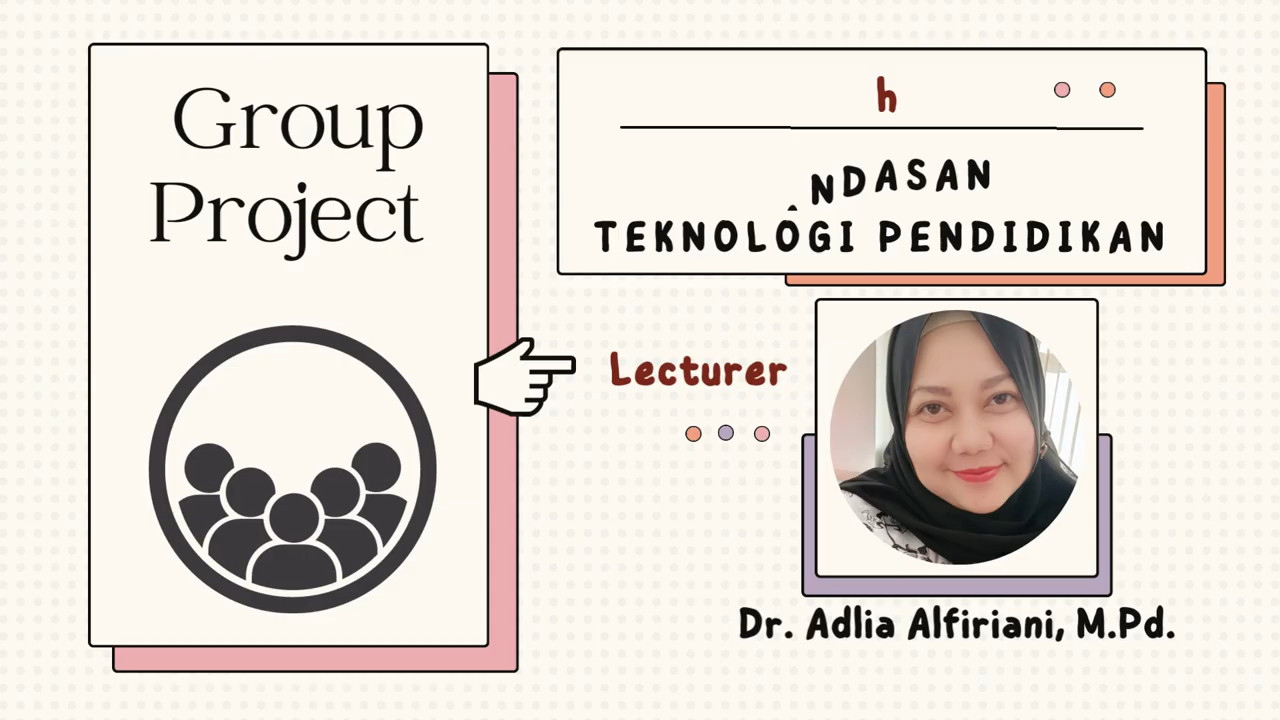 Group
Project
h
NDASAN
TEKNOLOGI PENDIDIKAN
Lecturer
Dr. Adlia Alfiriani, M.Pd.